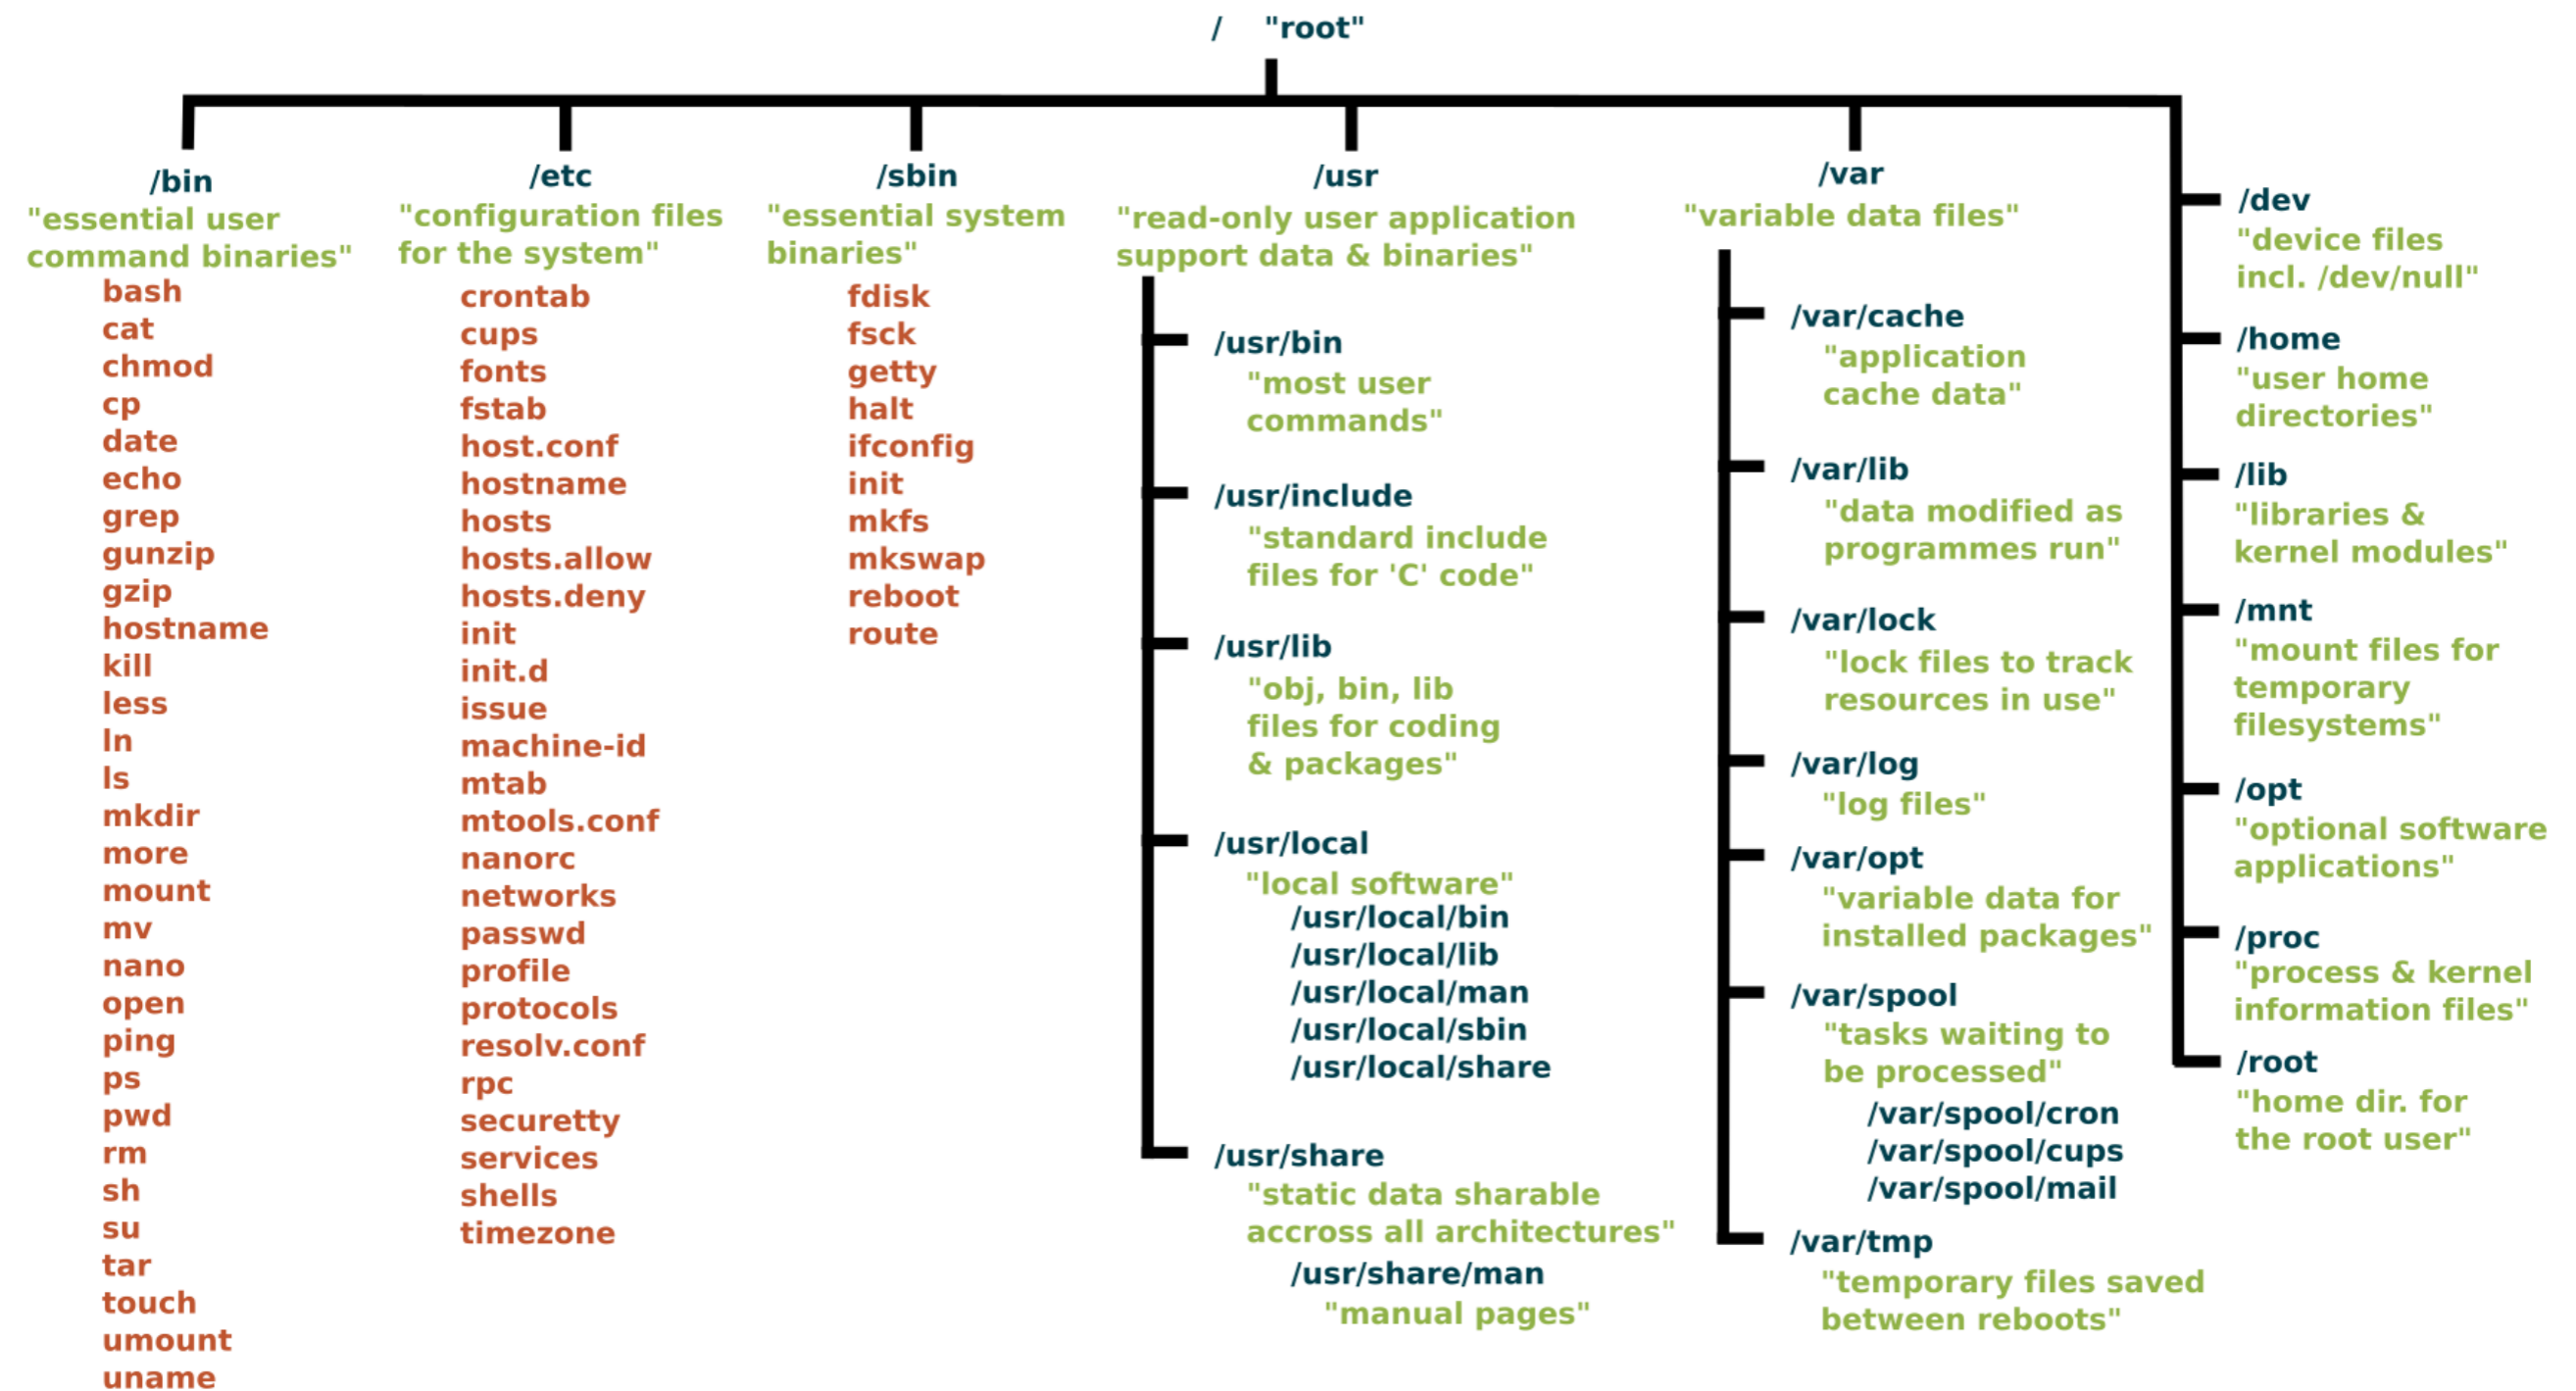 / "root"
/bin
"essential user
command binaries"
bash
cat
chmod
cp
date
echo
grep
gunzip
gzip
hostname
kill
less
ln
ls
mkdir
more
mount
mv
nano
open
ping
ps
pwd
rm
sh
su
tar
touch
umount
uname
/etc
"configuration files
for the system"
crontab
cups
fonts
fstab
host.conf
hostname
hosts
hosts.allow
hosts.deny
init
init.d
issue
machine-id
mtab
mtools.conf
nanorc
networks
passwd
profile
protocols
resolv.conf
rpc
securetty
services
shells
timezone
/sbin
"essential system
binaries"
fdisk
fsck
getty
halt
ifconfig
init
mkfs
mkswap
reboot
route
/usr
"read-only user application
support data & binaries"
/usr/bin
"most user
commands"
/usr/include
"standard include
files for 'C' code"
/usr/lib
"obj, bin, lib
files for coding
& packages"
/usr/local
"local software"
/usr/local/bin
/usr/local/lib
/usr/local/man
/usr/local/sbin
/usr/local/share
/usr/share
"static data sharable
accross all architectures"
/usr/share/man
"manual pages"
/var
"variable data files"
/var/cache
"application
cache data"
/var/lib
"data modified as
programmes run"
/var/lock
"lock files to track
resources in use"
/var/log
"log files"
/var/opt
"variable data for
installed packages"
/var/spool
"tasks waiting to
be processed"
/var/spool/cron
/var/spool/cups
/var/spool/mail
/var/tmp
"temporary files saved
between reboots"
/dev
"device files
incl. /dev/null"
/home
"user home
directories"
/lib
"libraries &
kernel modules"
/mnt
"mount files for
temporary
filesystems"
/opt
"optional software
applications"
/proc
"process & kernel
information files"
/root
"home dir. for
the root user"